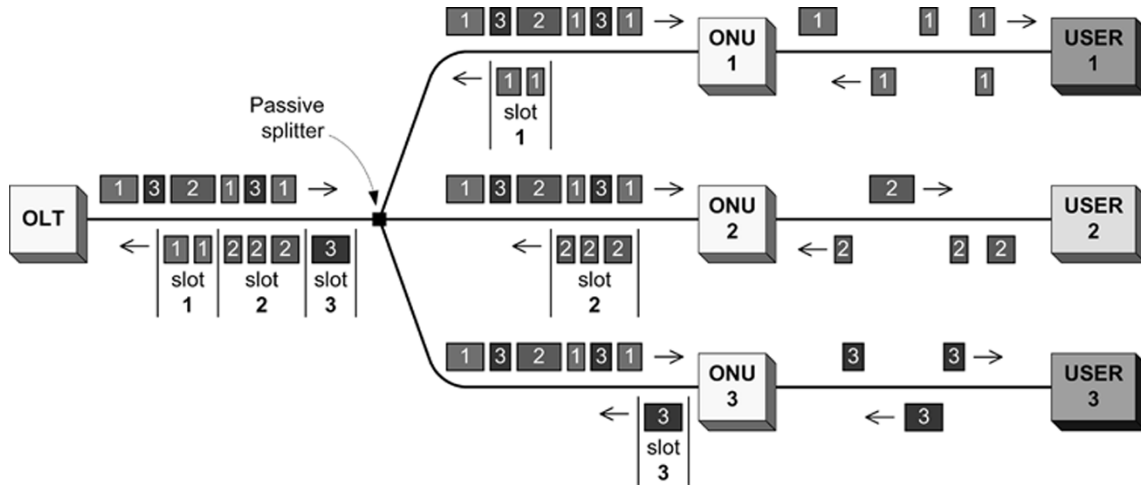 1 3 2 1 3 1
ONU
1
1 1 1
USER
1
1 1
slot
1
1 1
Passive
splitter
OLT
1 3 2 1 3 1
1 1 2 2 2 3
slot slot slot
1 2 3
1 3 2 1 3 1
2 2 2
slot
2
ONU
2
2
2 2 2
USER
2
1 3 2 1 3 1
3
slot
3
ONU
3
3 3
3
USER
3